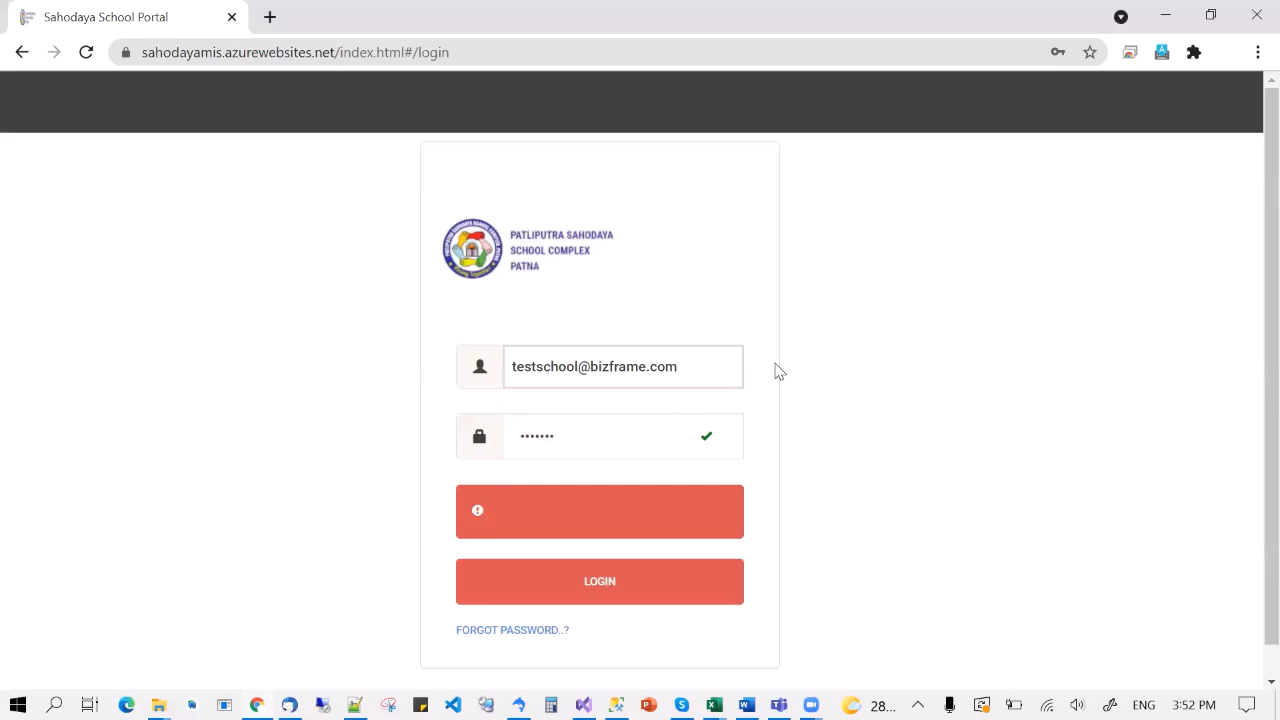 Sahodaya School Portal
sahodayamis.azurewebsites.net/index.html#/login
PATLIPUTRA SAHODAYA
SCHOOL COMPLEX
PATNA
testschool@bizframe.com
•••••••
LOGIN
FORGOT PASSWORD..?
28...
ENG
3:52 PM